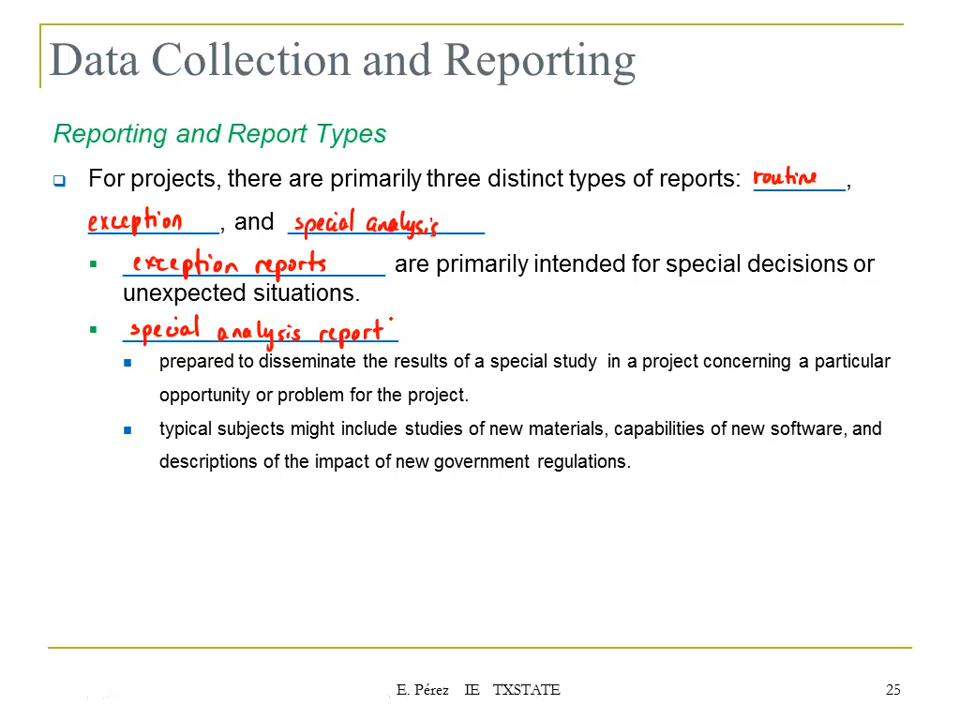 Data Collection and Reporting
Reporting and Report Types
For projects, there are primarily three distinct types of reports: routine,
exception, and special analysis
exception reports are primarily intended for special decisions or
unexpected situations.
special analysis report
prepared to disseminate the results of a special study in a project concerning a particular
opportunity or problem for the project.
typical subjects might include studies of new materials, capabilities of new software, and
descriptions of the impact of new government regulations.
E. Pérez IE TXSTATE 25